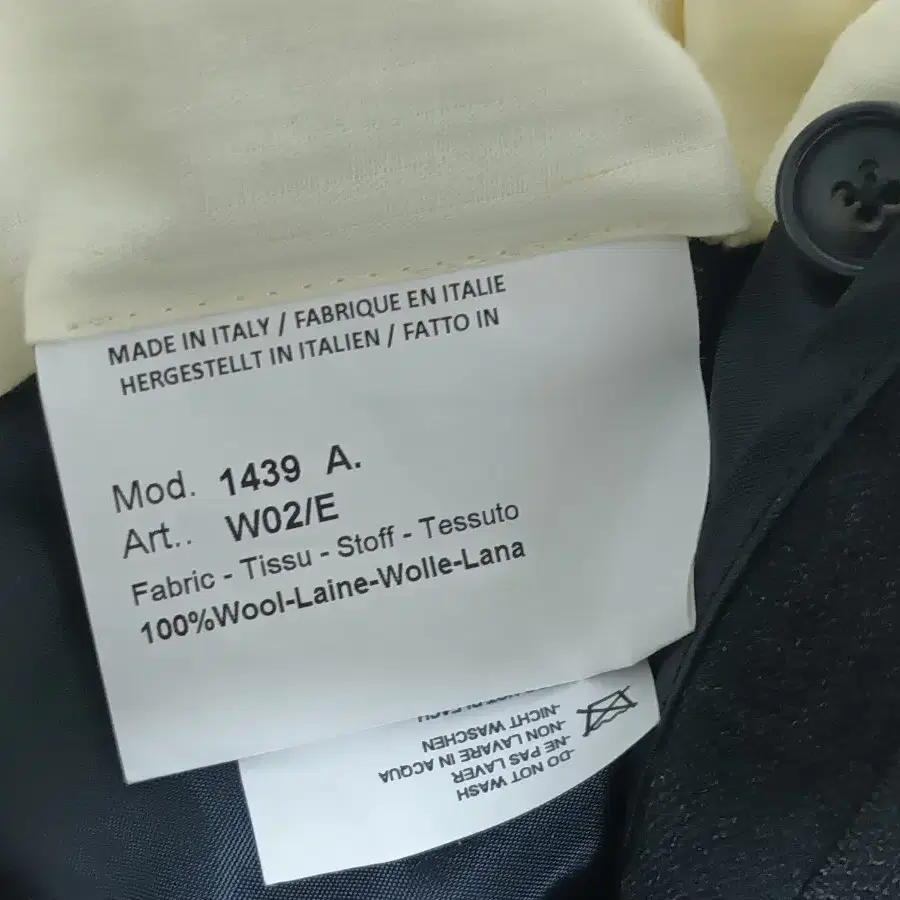 MADE IN ITALY / FABRIQUE EN ITALIE
HERGESTELLT IN ITALIEN / FATTO IN
Mod. 1439 A.
Art.. W02/E
Fabric - Tissu - Stoff - Tessuto
100%Wool-Laine-Wolle-Lana
-DO NOT WASH
-NE PAS LAVER
-NON LAVARE IN ACQUA
-NICHT WASCHEN